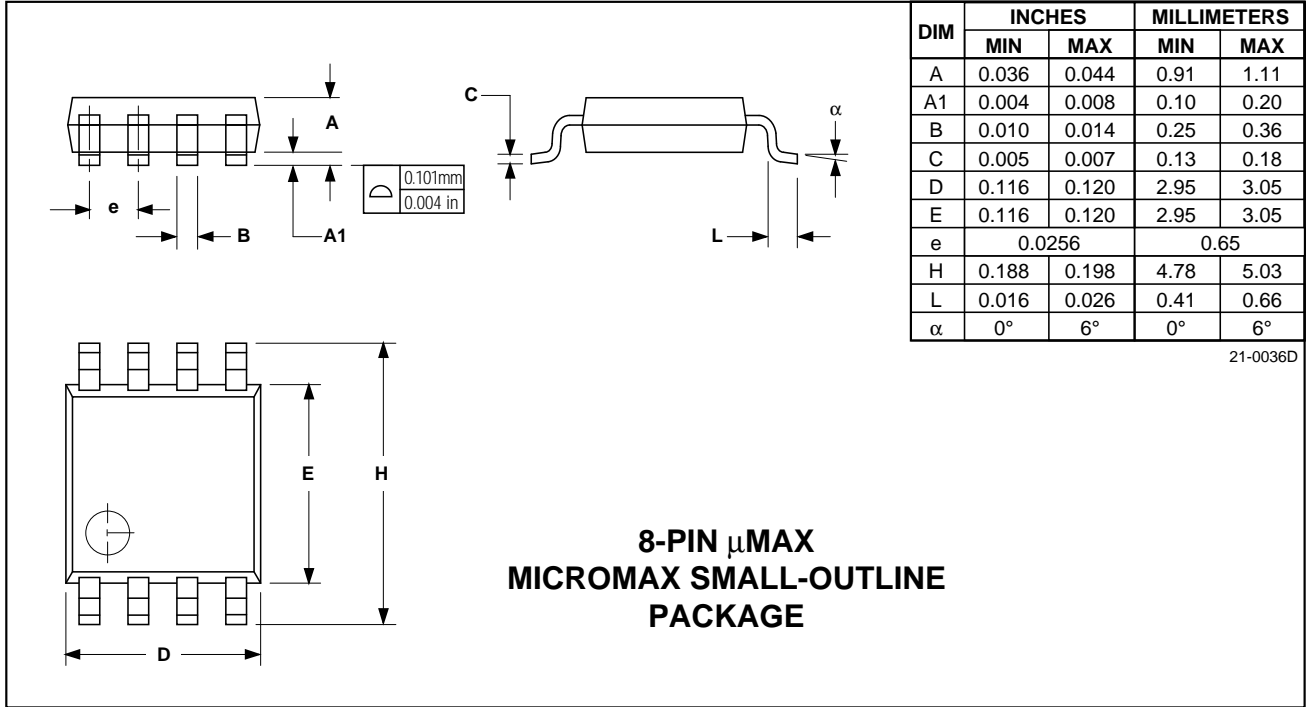 DIM INCHES MILLIMETERS
MIN MAX MIN MAX
A 0.036 0.044 0.91 1.11
A1 0.004 0.008 0.10 0.20
B 0.010 0.014 0.25 0.36
C 0.005 0.007 0.13 0.18
D 0.116 0.120 2.95 3.05
E 0.116 0.120 2.95 3.05
e 0.0256 0.65
H 0.188 0.198 4.78 5.03
L 0.016 0.026 0.41 0.66
α 0° 6° 0° 6°
21-0036D
A
C
α
0.101mm
0.004 in
e
B
A1
L
E
H
D
8-PIN µMAX
MICROMAX SMALL-OUTLINE
PACKAGE